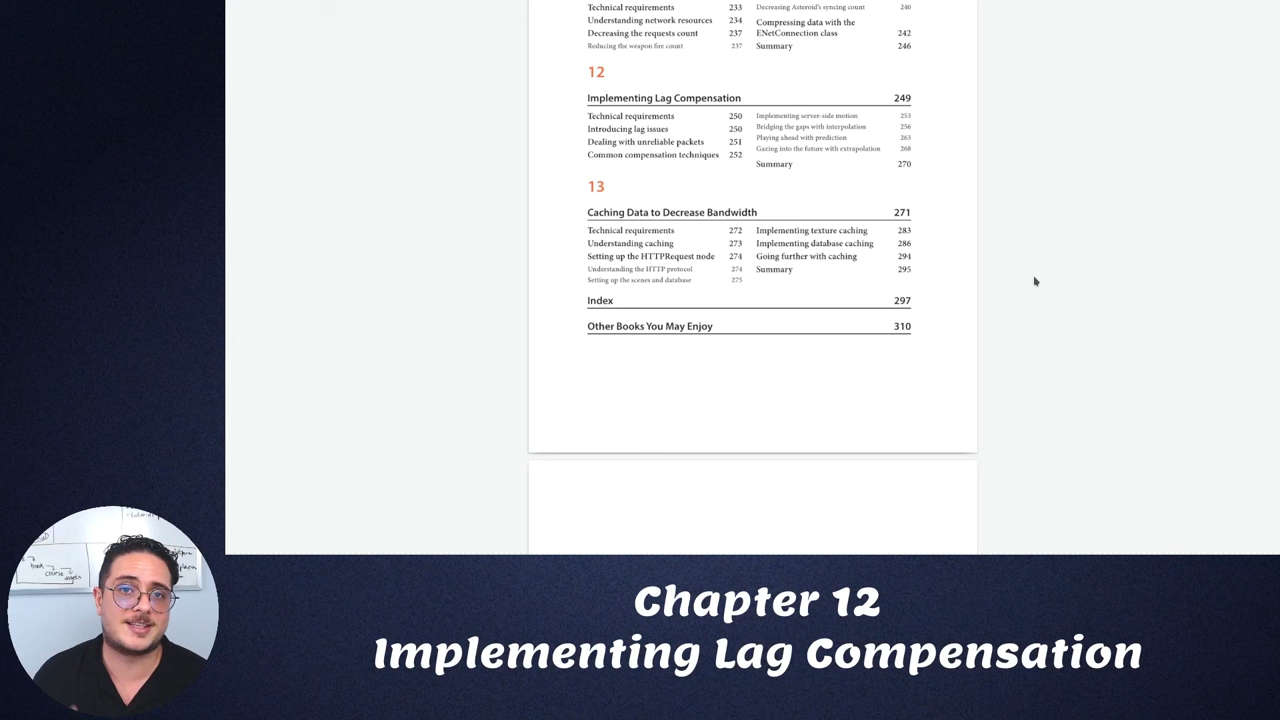 Technical requirements 233
Understanding network resources 234
Decreasing the requests count 237
Reducing the weapon fire count 237
Decreasing Asteroid's syncing count 240
Compressing data with the
ENetConnection class 242
Summary 246
12
Implementing Lag Compensation 249
Technical requirements 250
Introducing lag issues 250
Dealing with unreliable packets 251
Common compensation techniques 252
Implementing server-side motion 253
Bridging the gaps with interpolation 256
Playing ahead with prediction 263
Gazing into the future with extrapolation 268
Summary 270
13
Caching Data to Decrease Bandwidth 271
Technical requirements 272
Understanding caching 273
Setting up the HTTPRequest node 274
Understanding the HTTP protocol 274
Setting up the scenes and database 275
Implementing texture caching 283
Implementing database caching 286
Going further with caching 294
Summary 295
Index 297
Other Books You May Enjoy 310
book
course
Chapter 12
Implementing Lag Compensation